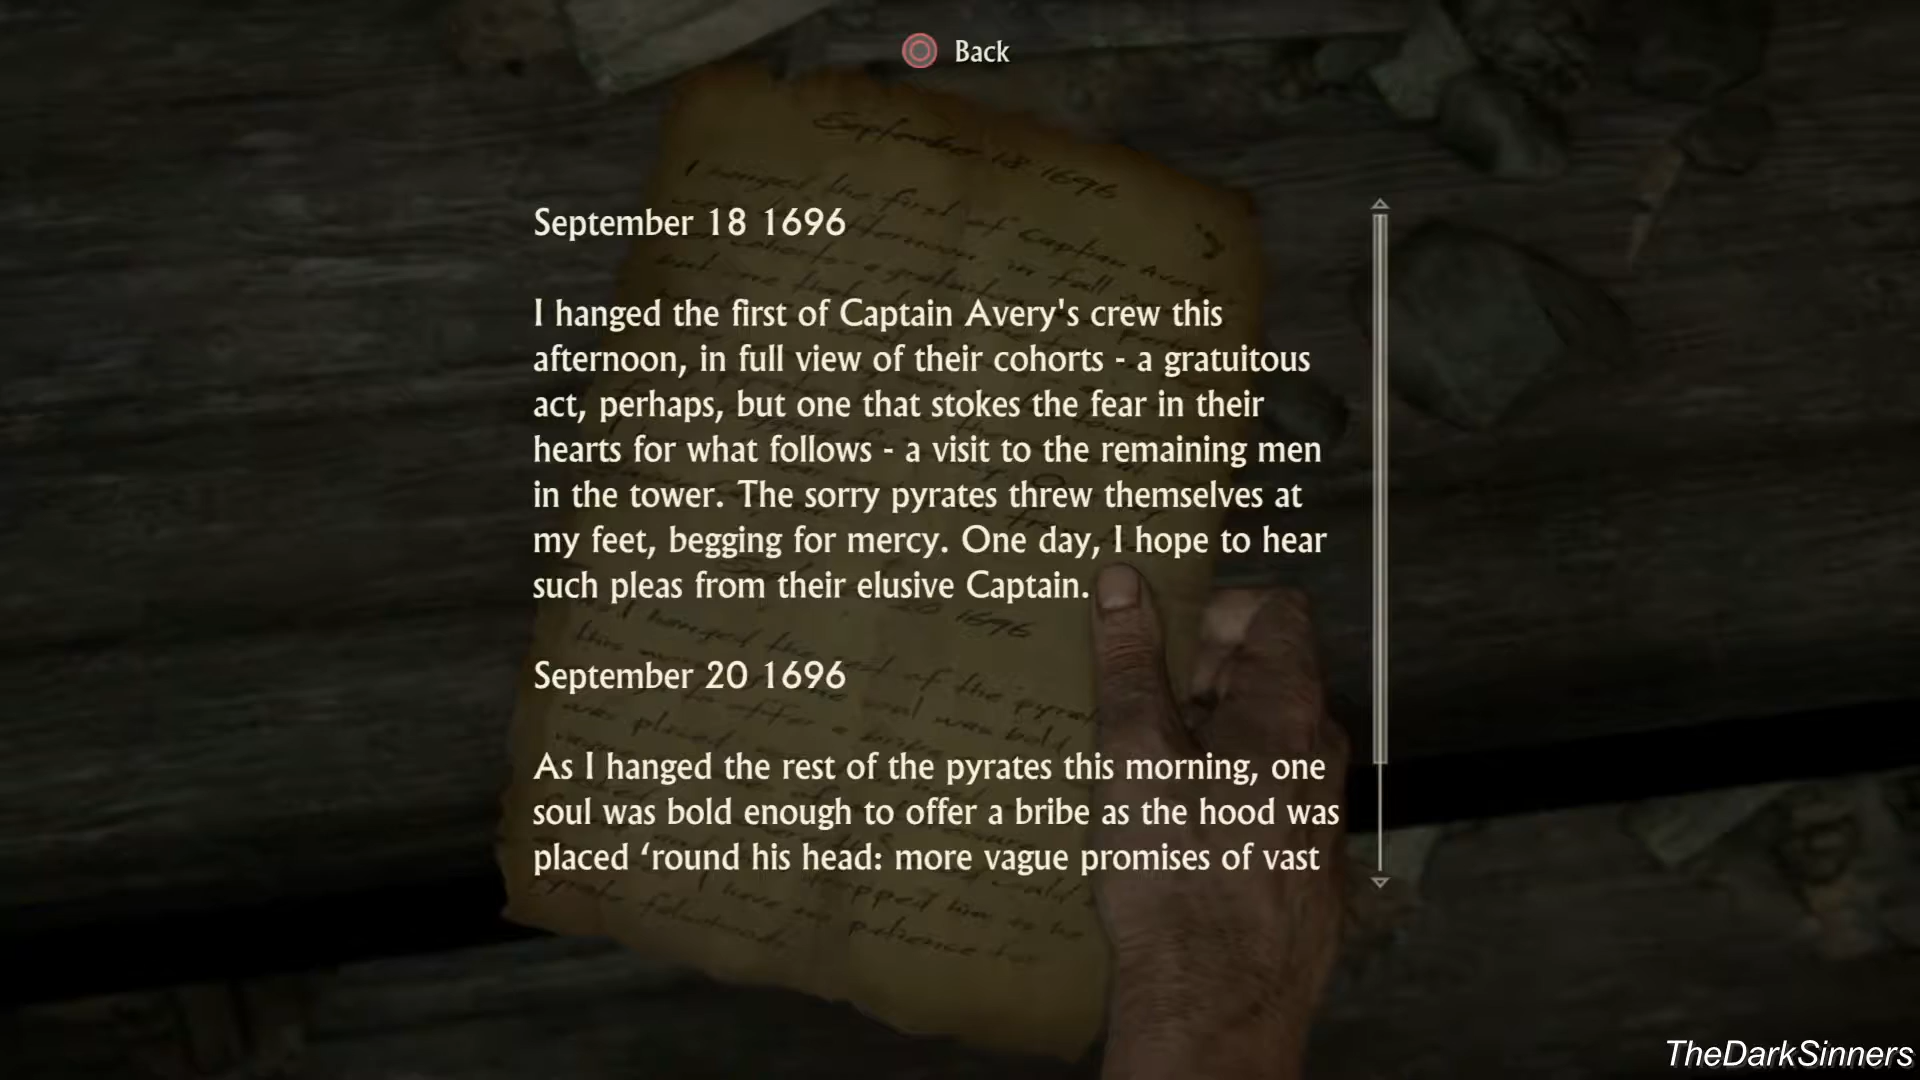 Back
September 18 1696
I hanged the first of Captain Avery's crew this
afternoon, in full view of their cohorts - a gratuitous
act, perhaps, but one that stokes the fear in their
hearts for what follows - a visit to the remaining men
in the tower. The sorry pyrates threw themselves at
my feet, begging for mercy. One day, I hope to hear
such pleas from their elusive Captain.
September 20 1696
As I hanged the rest of the pyrates this morning, one
soul was bold enough to offer a bribe as the hood was
placed ‘round his head: more vague promises of vast
TheDarkSinners